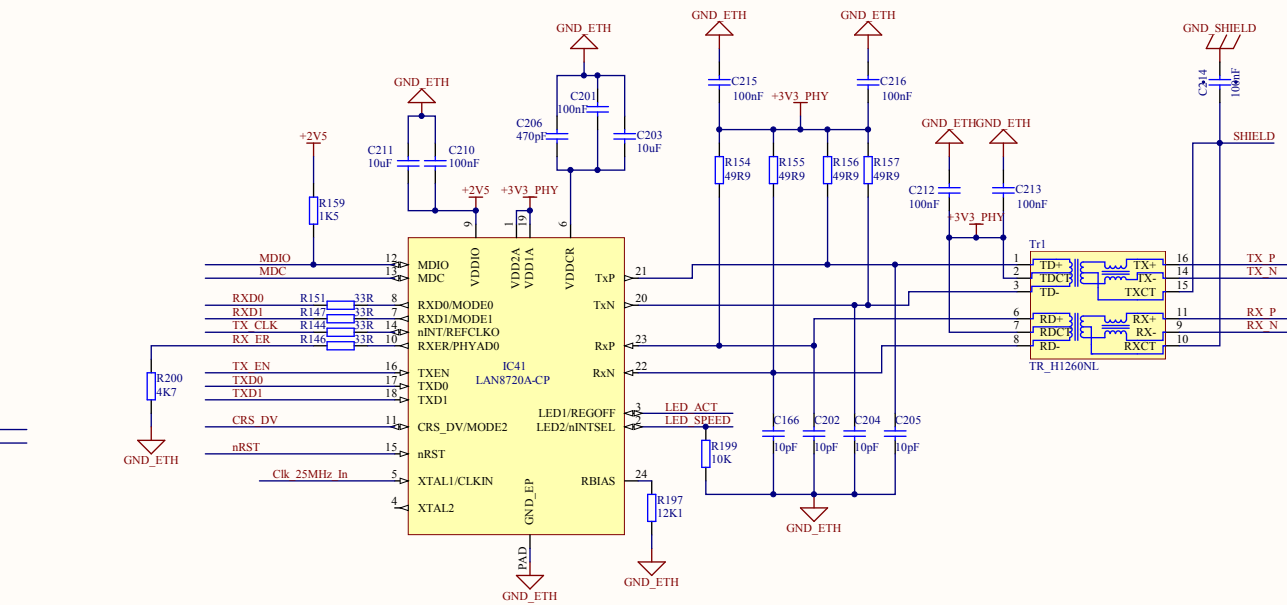 GND_ETH
GND_ETH
GND_ETH
GND_SHIELD
GND_ETH
C215
100nF
C216
100nF
C214
100nF
+3V3_PHY
C201
100nF
C206
470pF
C203
10uF
+2V5
C211
10uF
C210
100nF
GND_ETH
GND_ETH
SHIELD
R154
49R9
R155
49R9
R156
49R9
R157
49R9
R159
1K5
+2V5
+3V3_PHY
C212
100nF
C213
100nF
+3V3_PHY
9
1
19
6
VDDIO
VDD2A
VDD1A
VDDCR
Tr1
MDIO 12 MDIO
MDC 13 MDC
TxP 21
1 TD+ TX+ 16 TX_P
2 TDCT TX- 14 TX_N
3 TD- TXCT 15
RXD0 R151 33R 8 RXD0/MODE0
TxN 20
RXD1 R147 33R 7 RXD1/MODE1
6 RD+ RX+ 11 RX_P
TX_CLK R144 33R 14 nINT/REFCLKO
7 RDCT RX- 9 RX_N
RX_ER R146 33R 10 RXER/PHYAD0
RxP 23
8 RD- RXCT 10
TR_H1260NL
IC41
LAN8720A-CP
R200
4K7
TX_EN 16 TXEN
RxN 22
TXD0 17 TXD0
TXD1 18 TXD1
LED1/REGOFF 3 LED_ACT
CRS_DV 11 CRS_DV/MODE2
LED2/nINTSEL 2 LED_SPEED
C166
10pF
C202
10pF
C204
10pF
C205
10pF
R199
10K
GND_ETH
nRST 15 nRST
Clk_25MHz_In 5 XTAL1/CLKIN
RBIAS 24
4 XTAL2
GND_EP
R197
12K1
GND_ETH
PAD
GND_ETH
GND_ETH